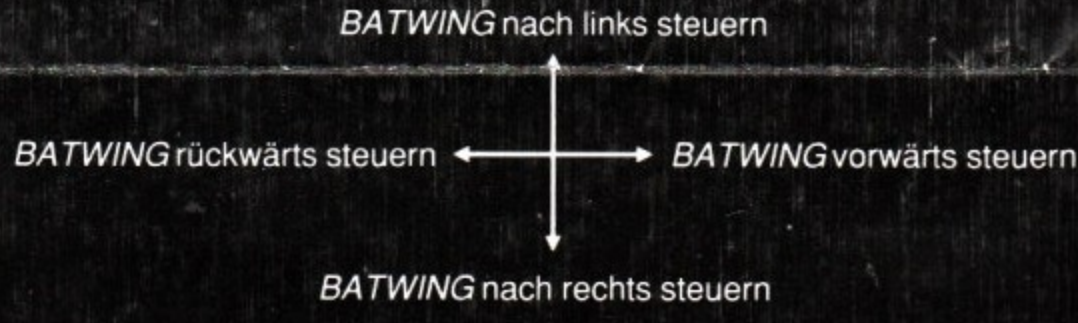 BATWING nach links steuern
BATWING rückwärts steuern BATWING vorwärts steuern
BATWING nach rechts steuern